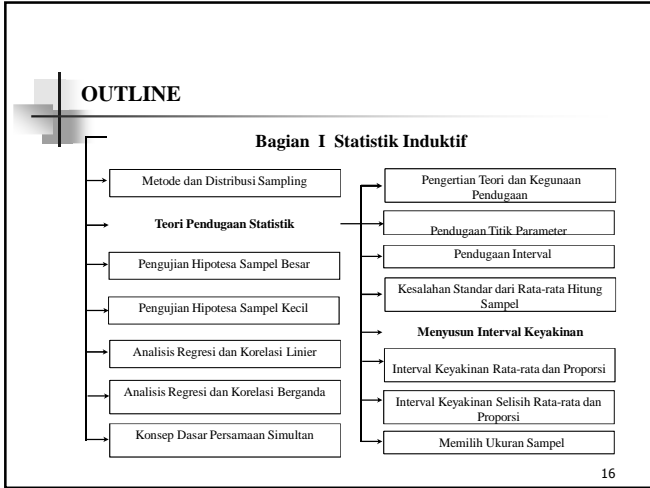 OUTLINE
Bagian I Statistik Induktif
Metode dan Distribusi Sampling
Teori Pendugaan Statistik
Pengujian Hipotesa Sampel Besar
Pengujian Hipotesa Sampel Kecil
Analisis Regresi dan Korelasi Linier
Analisis Regresi dan Korelasi Berganda
Konsep Dasar Persamaan Simultan
Pengertian Teori dan Kegunaan
Pendugaan
Pendugaan Titik Parameter
Pendugaan Interval
Kesalahan Standar dari Rata-rata Hitung
Sampel
Menyusun Interval Keyakinan
Interval Keyakinan Rata-rata dan Proporsi
Interval Keyakinan Selisih Rata-rata dan
Proporsi
Memilih Ukuran Sampel
16